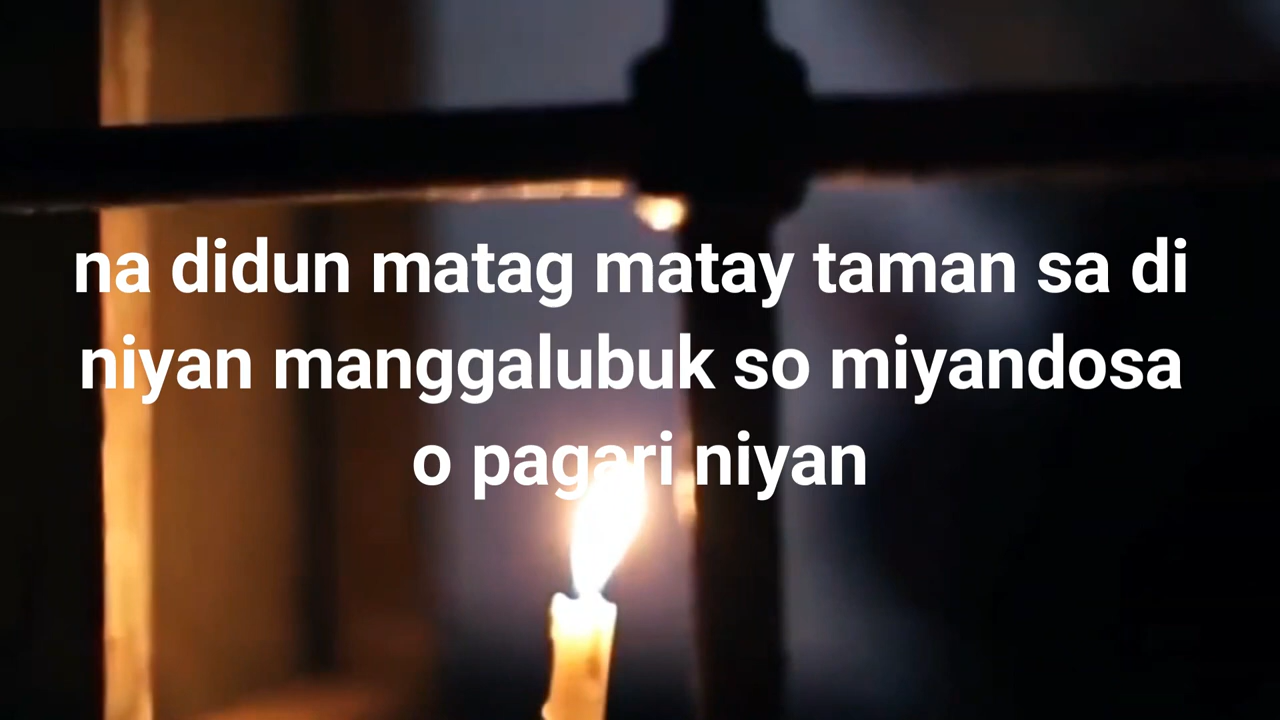 na didun matag matay taman sa di
niyan manggalubuk so miyandosa
o pagari niyan